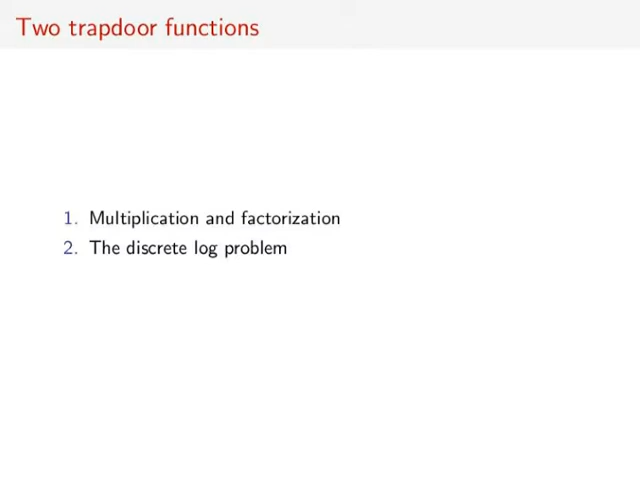 Two trapdoor functions
1. Multiplication and factorization
2. The discrete log problem